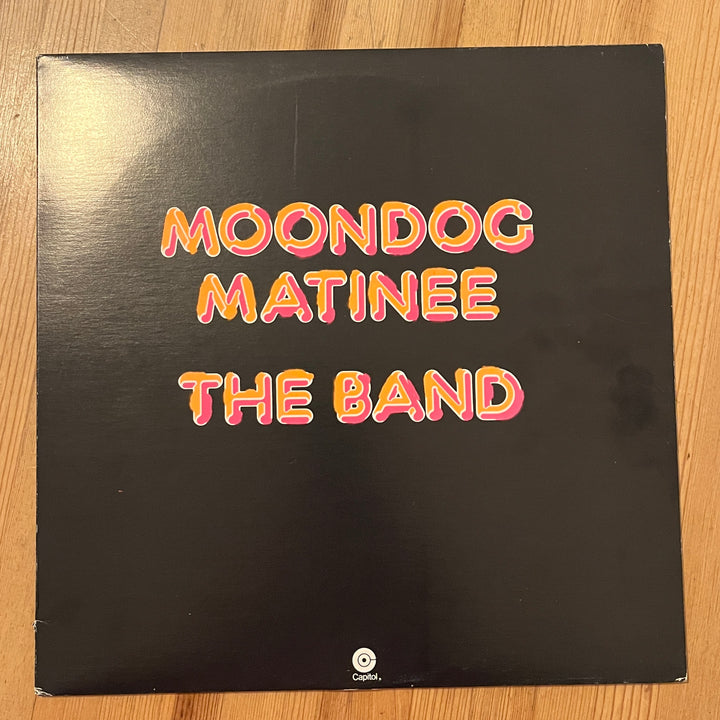 MOONDOG
MATINEE
THE BAND
Capitol